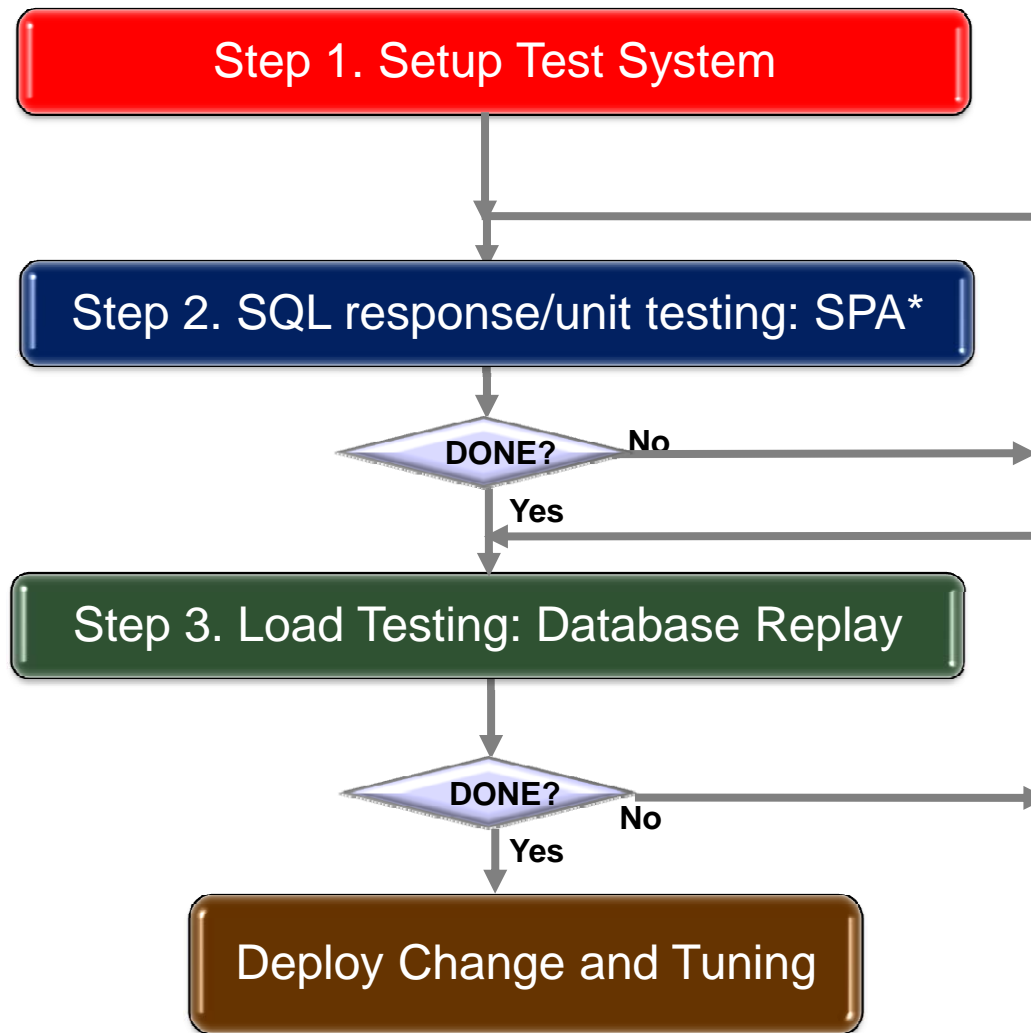 Step 1. Setup Test System
Step 2. SQL response/unit testing: SPA*
DONE?
No
Yes
Step 3. Load Testing: Database Replay
DONE?
No
Yes
Deploy Change and Tuning